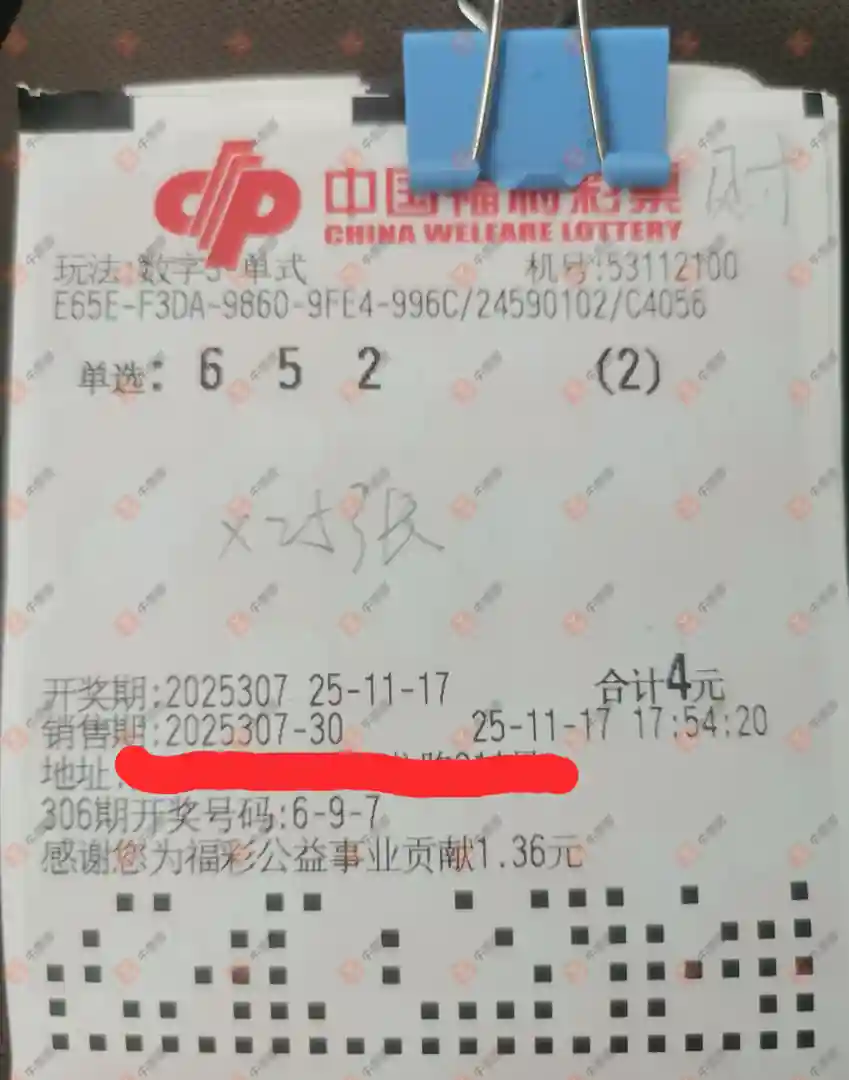 中国福利彩票
CHINA WELFARE LOTTERY
玩法:数字3-单式 机号:53112100
E65E-F3DA-9860-9FE4-996C/24590102/C4056
单选: 6 5 2 (2)
开奖期:2025307 25-11-17 合计4元
销售期:2025307-30 25-11-17 17:54:20
地址:
306期开奖号码:6-9-7
感谢您为福彩公益事业贡献1.36元